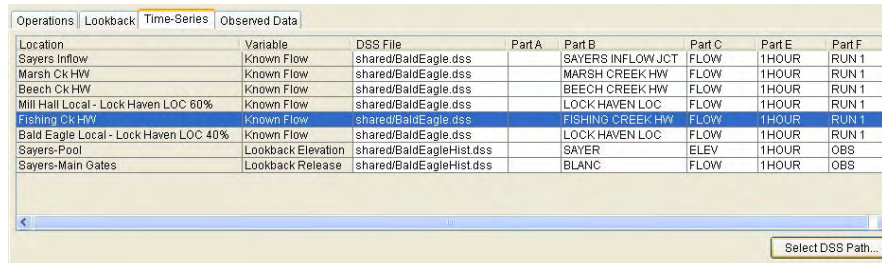 Operations Lookback Time-Series Observed Data
Location Variable DSS File Part A Part B Part C Part E Part F
Sayers Inflow Known Flow shared/BaldEagle.dss SAYERS INFLOW JCT FLOW 1HOUR RUN 1
Marsh Ck HW Known Flow shared/BaldEagle.dss MARSH CREEK HW FLOW 1HOUR RUN 1
Beech Ck HW Known Flow shared/BaldEagle.dss BEECH CREEK HW FLOW 1HOUR RUN 1
Mill Hall Local - Lock Haven LOC 60% Known Flow shared/BaldEagle.dss LOCK HAVEN LOC FLOW 1HOUR RUN 1
Fishing Ck HW Known Flow shared/BaldEagle.dss FISHING CREEK HW FLOW 1HOUR RUN 1
Bald Eagle Local - Lock Haven LOC 40% Known Flow shared/BaldEagle.dss LOCK HAVEN LOC FLOW 1HOUR RUN 1
Sayers-Pool Lookback Elevation shared/BaldEagleHist.dss SAYER ELEV 1HOUR OBS
Sayers-Main Gates Lookback Release shared/BaldEagleHist.dss BLANC FLOW 1HOUR OBS
Select DSS Path...